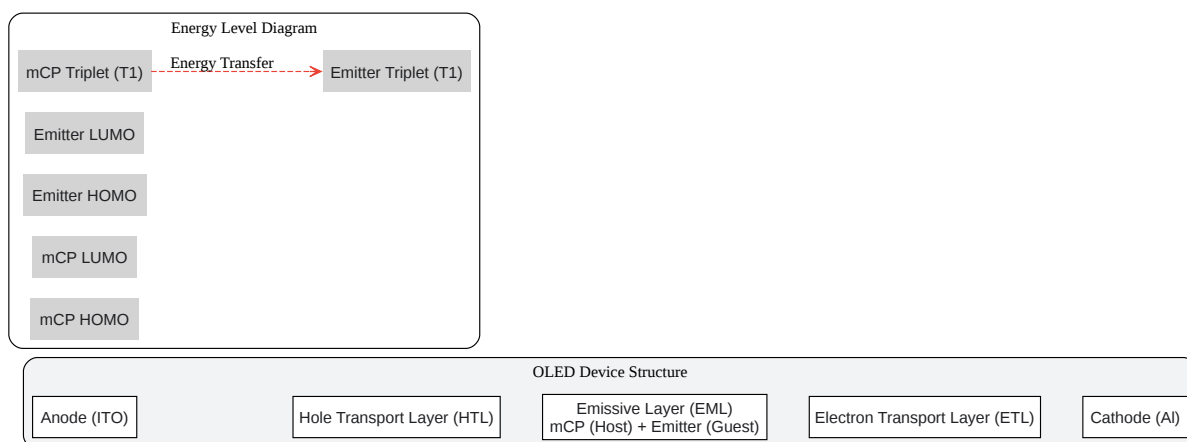 Energy Level Diagram
mCP Triplet (T1)
Energy Transfer
Emitter Triplet (T1)
Emitter LUMO
Emitter HOMO
mCP LUMO
mCP HOMO
OLED Device Structure
Anode (ITO)
Hole Transport Layer (HTL)
Emissive Layer (EML)
mCP (Host) + Emitter (Guest)
Electron Transport Layer (ETL)
Cathode (Al)